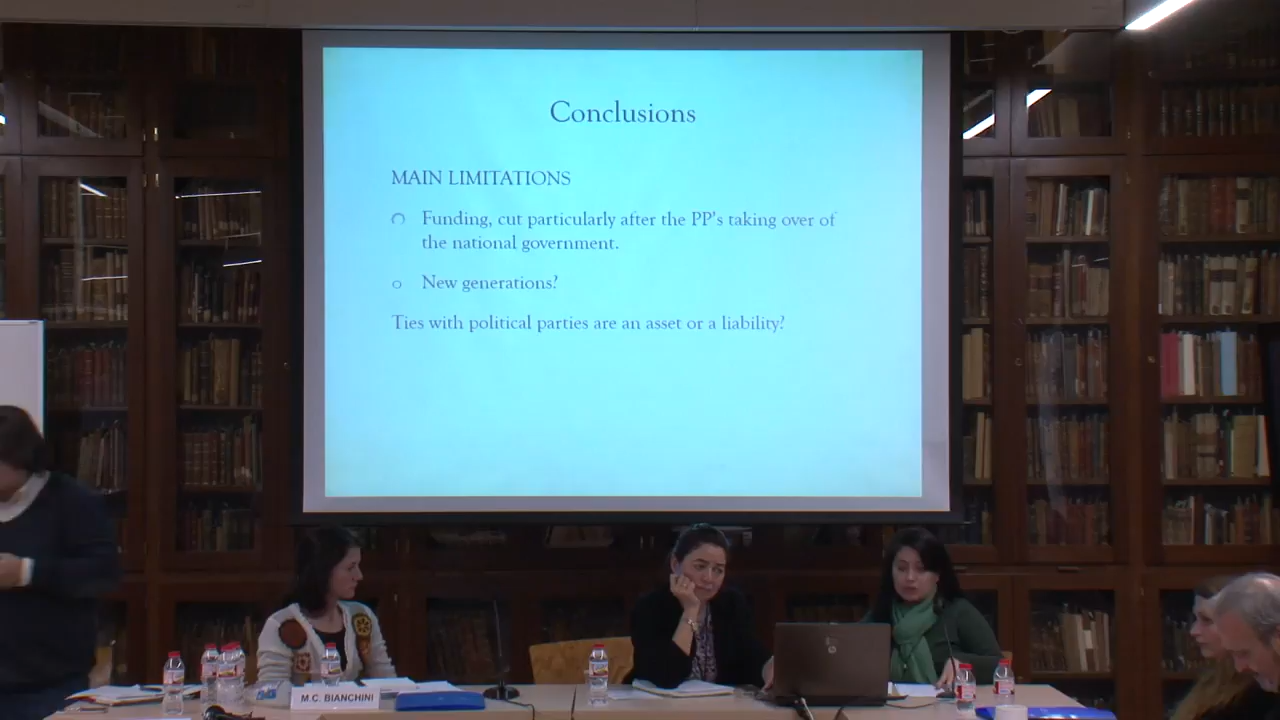 Conclusions
MAIN LIMITATIONS
Funding, cut particularly after the PP's taking over of
the national government.
New generations?
Ties with political parties are an asset or a liability?
M.C. BIANCHINI
hp